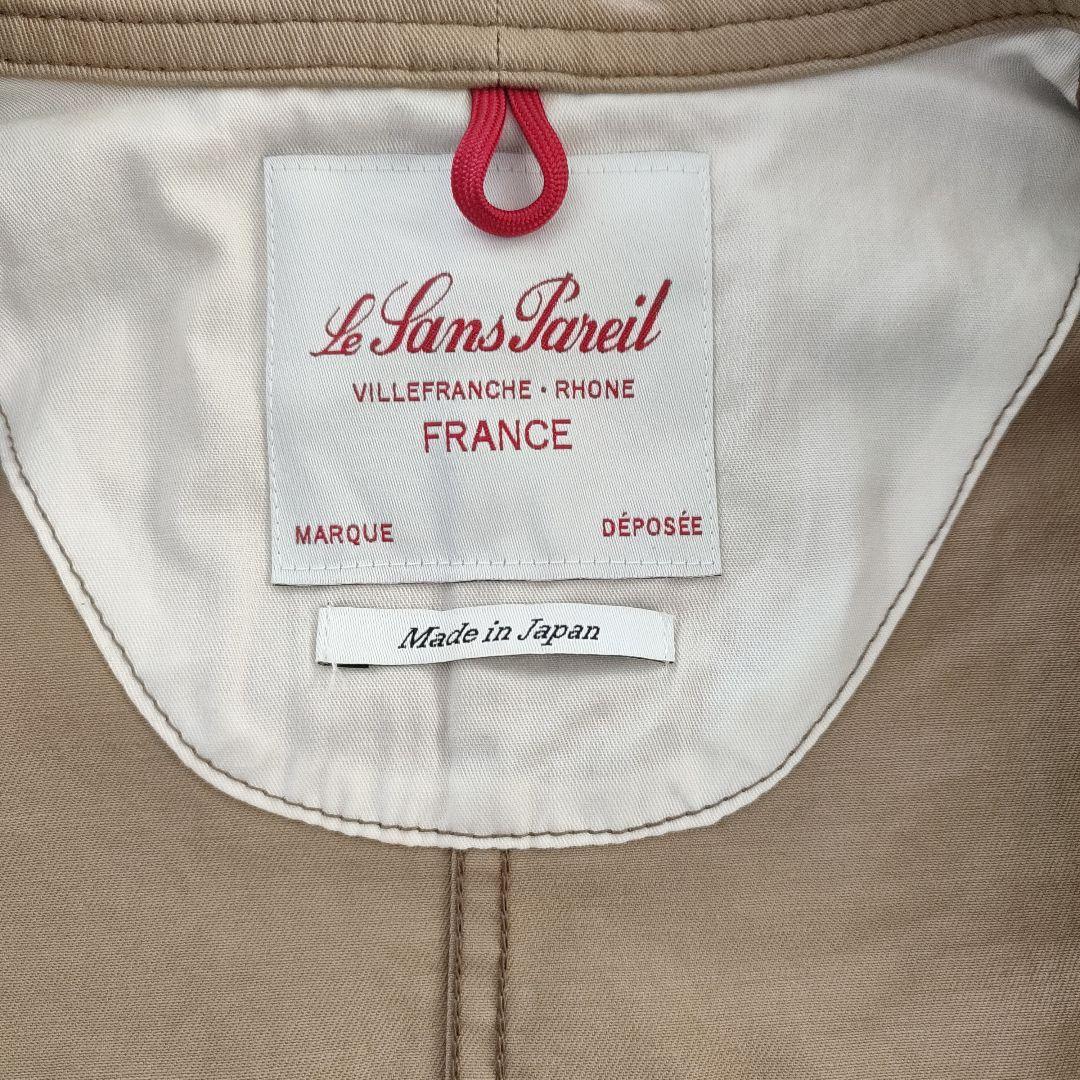 Le Sans Pareil
VILLEFRANCHE · RHONE
FRANCE
MARQUE DÉPOSÉE
Made in Japan